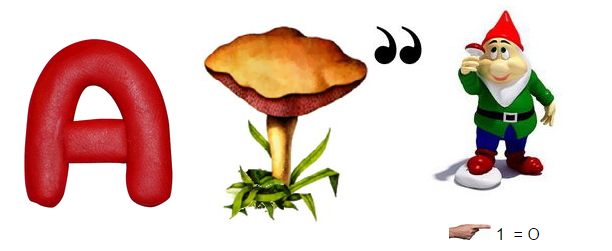 A ,,
1 = О